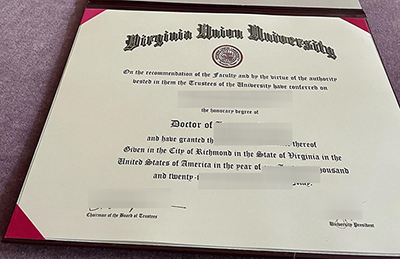 Virginia Union University
On the recommendation of the Faculty and by the virtue of the authority
vested in them the Trustees of the University have conferred on
the honorary degree of
Doctor of
and have granted thereof
Given in the City of Richmond in the State of Virginia in the
United States of America in the year of thousand
and twenty-
Chairman of the Board of Trustees
University President